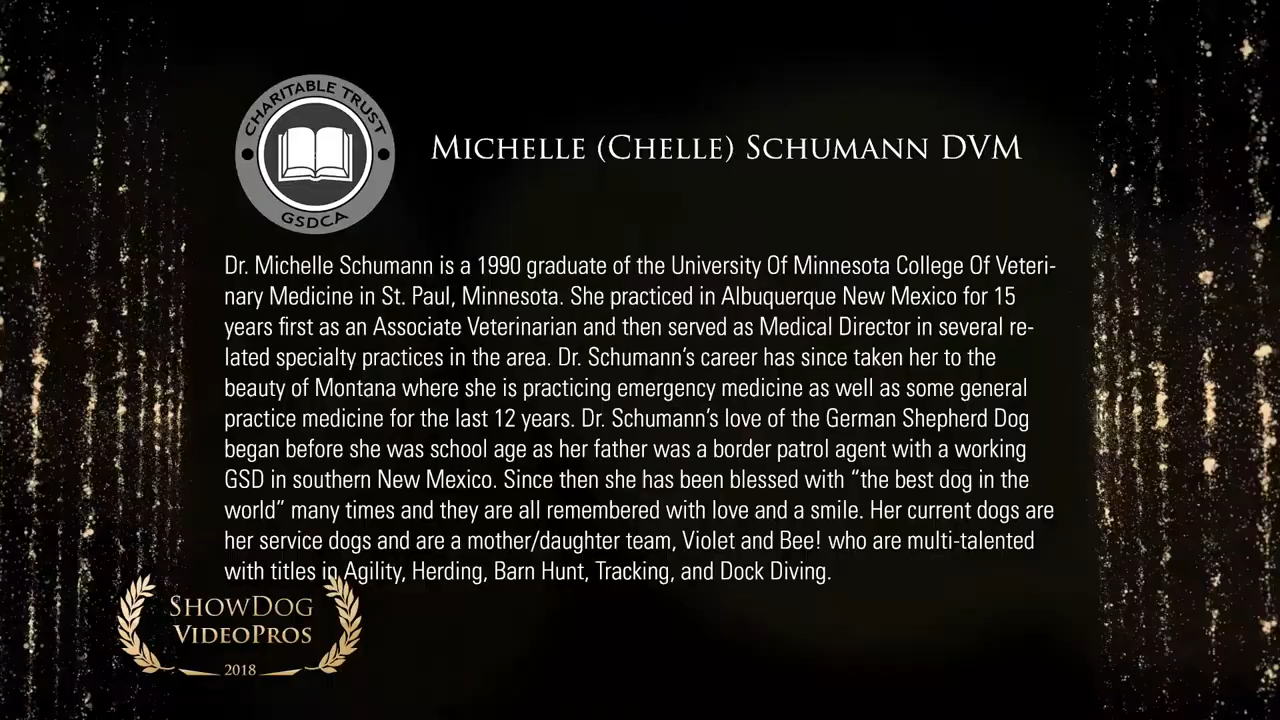 CHARITABLE TRUST
GSDCA
MICHELLE (CHELLE) SCHUMANN DVM
Dr. Michelle Schumann is a 1990 graduate of the University Of Minnesota College Of Veteri-
nary Medicine in St. Paul, Minnesota. She practiced in Albuquerque New Mexico for 15
years first as an Associate Veterinarian and then served as Medical Director in several re-
lated specialty practices in the area. Dr. Schumann’s career has since taken her to the
beauty of Montana where she is practicing emergency medicine as well as some general
practice medicine for the last 12 years. Dr. Schumann’s love of the German Shepherd Dog
began before she was school age as her father was a border patrol agent with a working
GSD in southern New Mexico. Since then she has been blessed with “the best dog in the
world” many times and they are all remembered with love and a smile. Her current dogs are
her service dogs and are a mother/daughter team, Violet and Bee! who are multi-talented
with titles in Agility, Herding, Barn Hunt, Tracking, and Dock Diving.
SHOWDOG
VIDEOPROS
2018